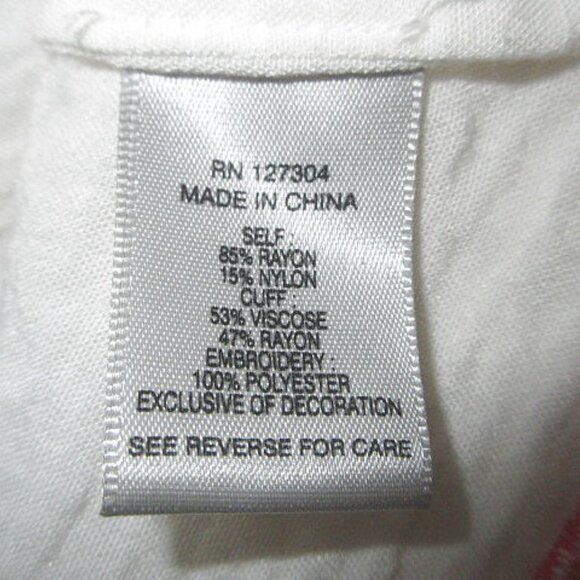 RN 127304
MADE IN CHINA
SELF :
85% RAYON
15% NYLON
CUFF :
53% VISCOSE
47% RAYON
EMBROIDERY :
100% POLYESTER
EXCLUSIVE OF DECORATION
SEE REVERSE FOR CARE